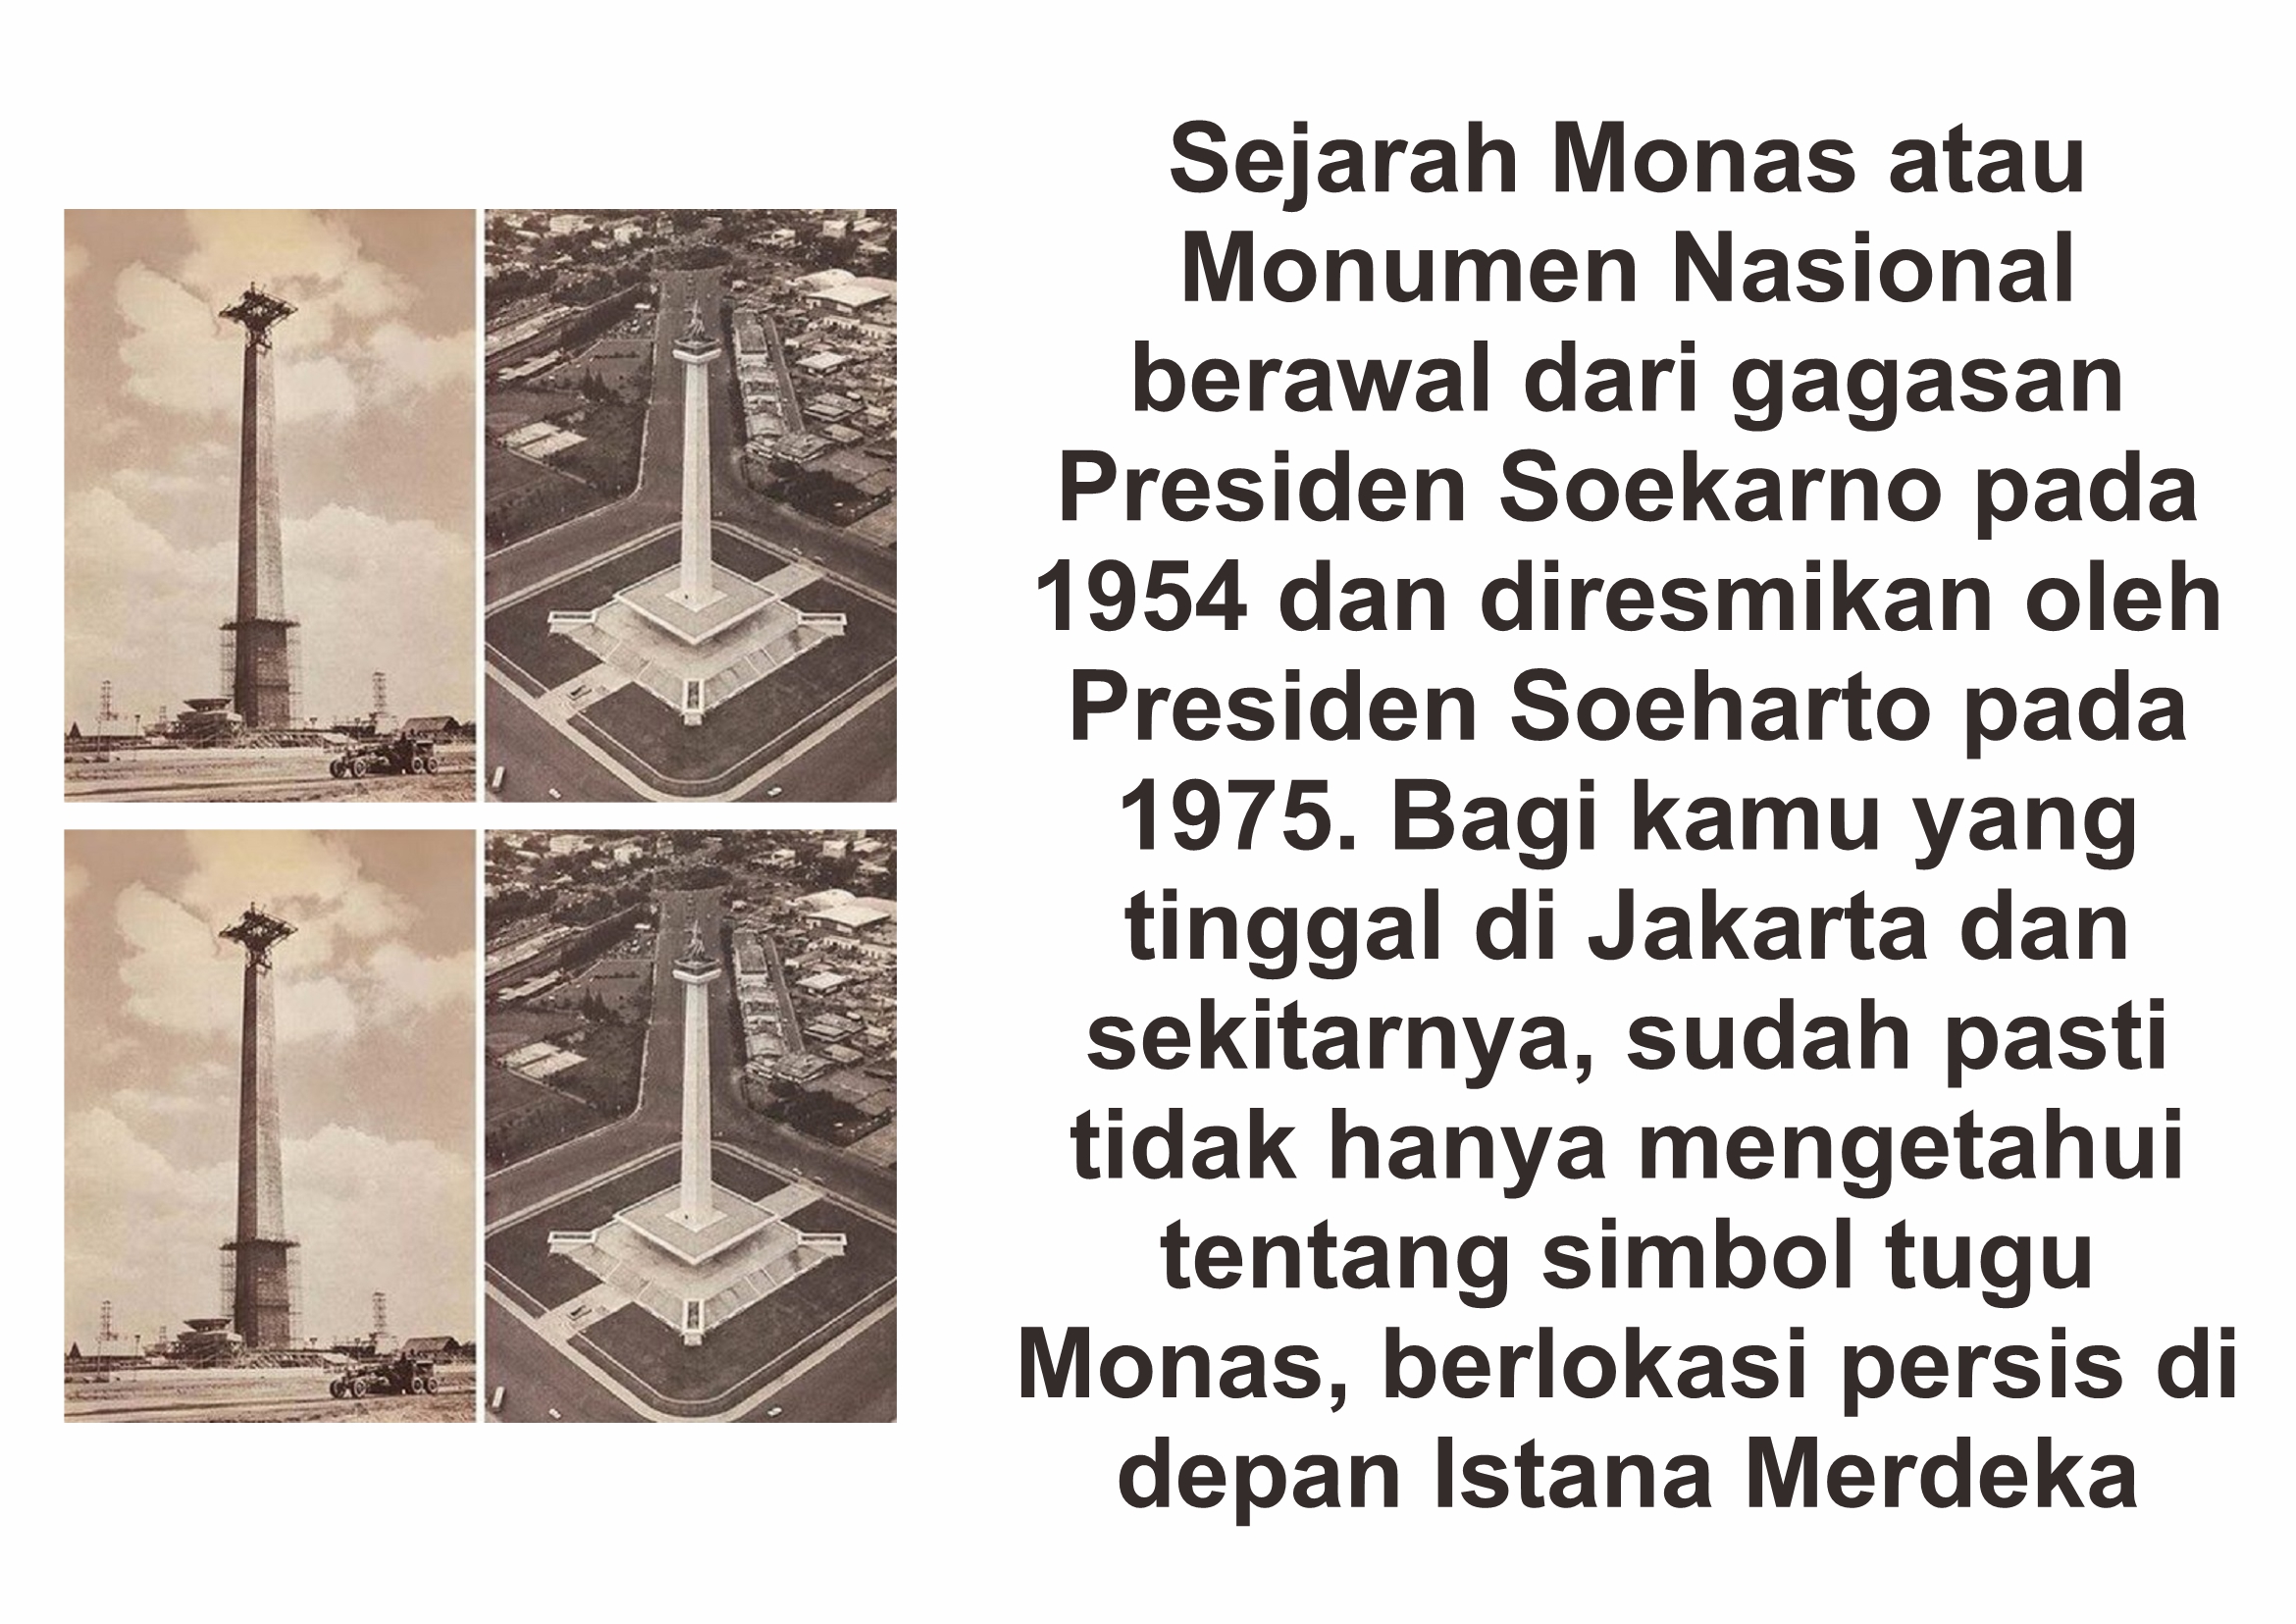 Sejarah Monas atau
Monumen Nasional
berawal dari gagasan
Presiden Soekarno pada
1954 dan diresmikan oleh
Presiden Soeharto pada
1975. Bagi kamu yang
tinggal di Jakarta dan
sekitarnya, sudah pasti
tidak hanya mengetahui
tentang simbol tugu
Monas, berlokasi persis di
depan Istana Merdeka